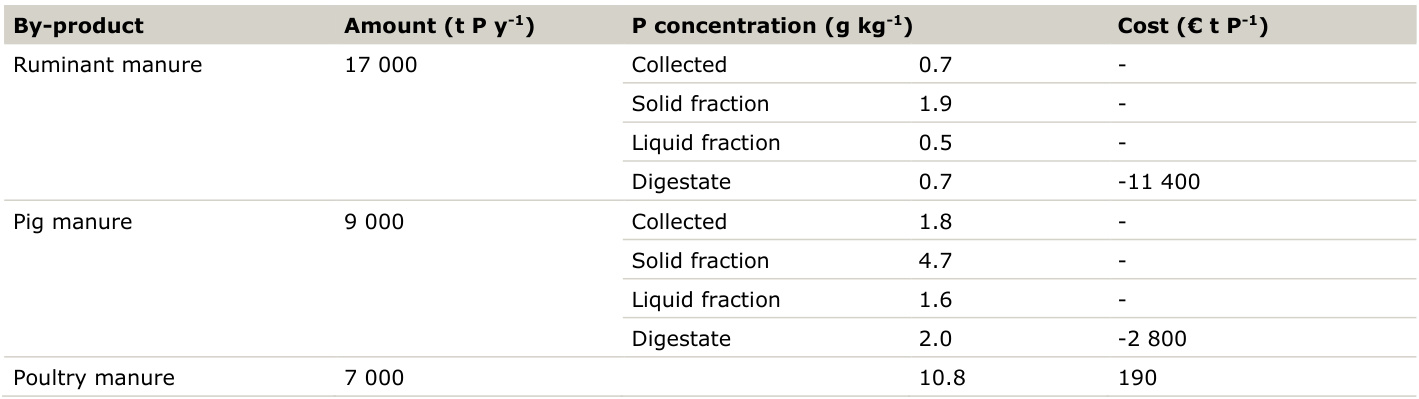 By-product Amount (t P y-1) P concentration (g kg-1) Cost (€ t P-1)
Ruminant manure 17 000 Collected 0.7 -
Solid fraction 1.9 -
Liquid fraction 0.5 -
Digestate 0.7 -11 400
Pig manure 9 000 Collected 1.8 -
Solid fraction 4.7 -
Liquid fraction 1.6 -
Digestate 2.0 -2 800
Poultry manure 7 000 10.8 190